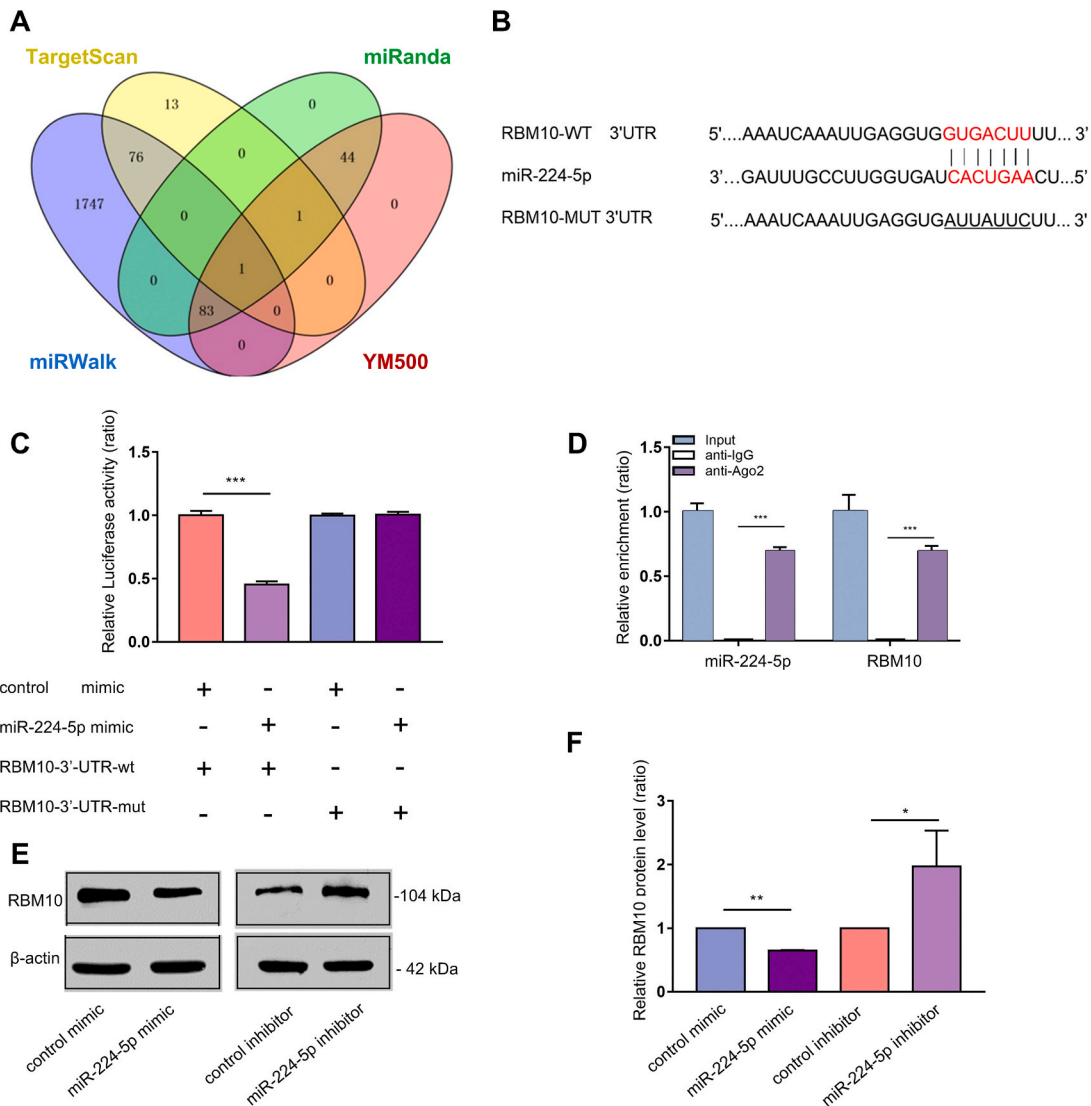 A
TargetScan
miRanda
13
0
76
0
44
1747
0
1
0
0
1
0
83
0
0
miRWalk
YM500
B
RBM10-WT 3'UTR 5'....AAAUCAAAUUGAGGUGGUGACUUUU... 3'
miR-224-5p 3'...GAUUUGCCUUGGUGAUCACUGAACU...5'
RBM10-MUT 3'UTR 5'....AAAUCAAAUUGAGGUGAUUAUUCUU... 3'
C
Relative Luciferase activity (ratio)
1.5
1.0
0.5
0.0
***
control mimic + - + -
miR-224-5p mimic - + - +
RBM10-3'-UTR-wt + + - -
RBM10-3'-UTR-mut - - + +
D
Relative enrichment (ratio)
1.5
1.0
0.5
0.0
Input
anti-IgG
anti-Ago2
***
***
miR-224-5p RBM10
E
RBM10
-104 kDa
β-actin
- 42 kDa
control mimic
miR-224-5p mimic
control inhibitor
miR-224-5p inhibitor
F
Relative RBM10 protein level (ratio)
3
2
1
0
**
*
control mimic
miR-224-5p mimic
control inhibitor
miR-224-5p inhibitor